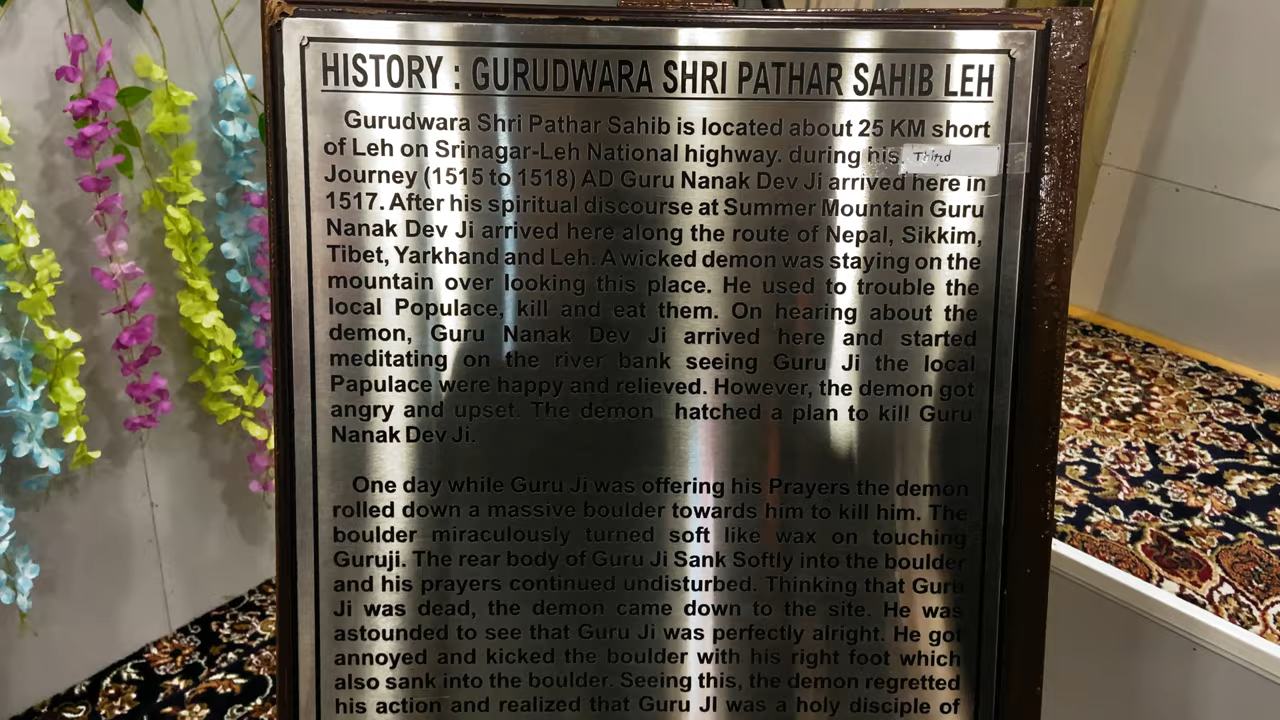 HISTORY : GURUDWARA SHRI PATHAR SAHIB LEH
Gurudwara Shri Pathar Sahib is located about 25 KM short
of Leh on Srinagar-Leh National highway. during his Third
Journey (1515 to 1518) AD Guru Nanak Dev Ji arrived here in
1517. After his spiritual discourse at Summer Mountain Guru
Nanak Dev Ji arrived here along the route of Nepal, Sikkim,
Tibet, Yarkhand and Leh. A wicked demon was staying on the
mountain over looking this place. He used to trouble the
local Populace, kill and eat them. On hearing about the
demon, Guru Nanak Dev Ji arrived here and started
meditating on the river bank seeing Guru Ji the local
Papulace were happy and relieved. However, the demon got
angry and upset. The demon hatched a plan to kill Guru
Nanak Dev Ji.
One day while Guru Ji was offering his Prayers the demon
rolled down a massive boulder towards him to kill him. The
boulder miraculously turned soft like wax on touching
Guruji. The rear body of Guru Ji Sank Softly into the boulder
and his prayers continued undisturbed. Thinking that Guru
Ji was dead, the demon came down to the site. He was
astounded to see that Guru Ji was perfectly alright. He got
annoyed and kicked the boulder with his right foot which
also sank into the boulder. Seeing this, the demon regretted
his action and realized that Guru JI was a holy disciple of